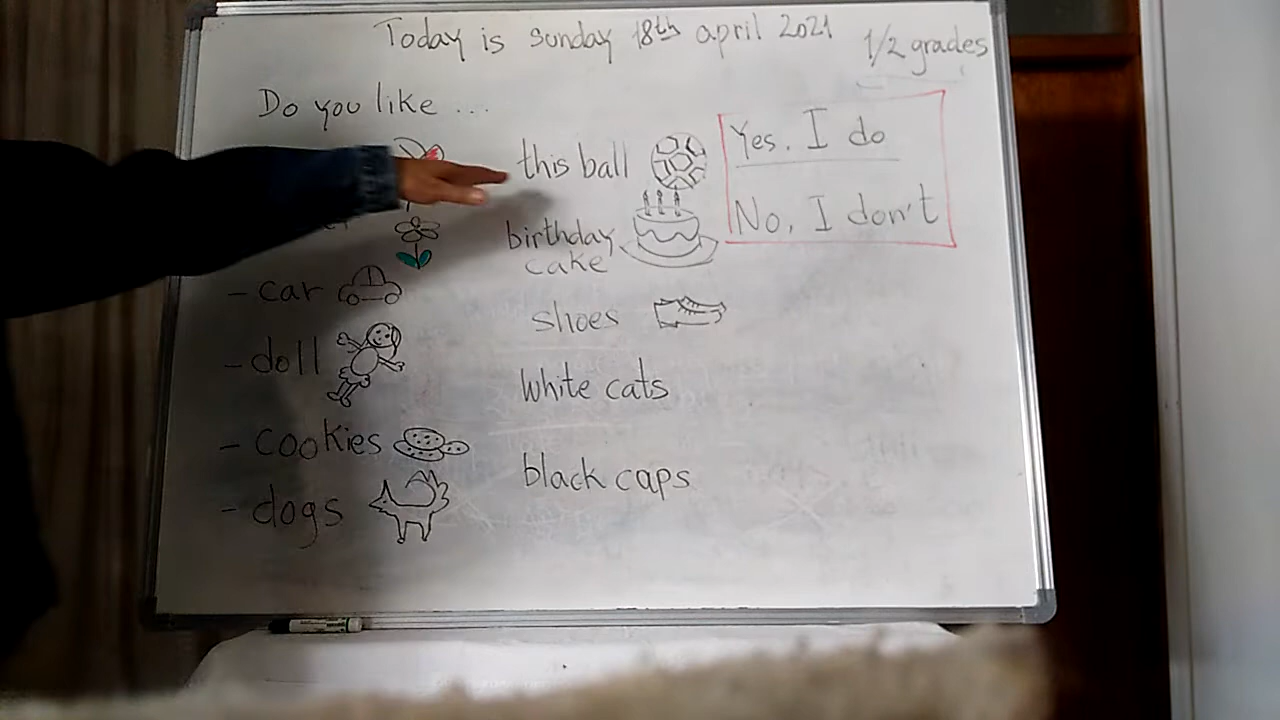 Today is Sunday 18th april 2021
1/2 grades
Do you like ...
- car
- doll
- cookies
- dogs
this ball
birthday
cake
shoes
white cats
black caps
Yes. I do
No, I don't